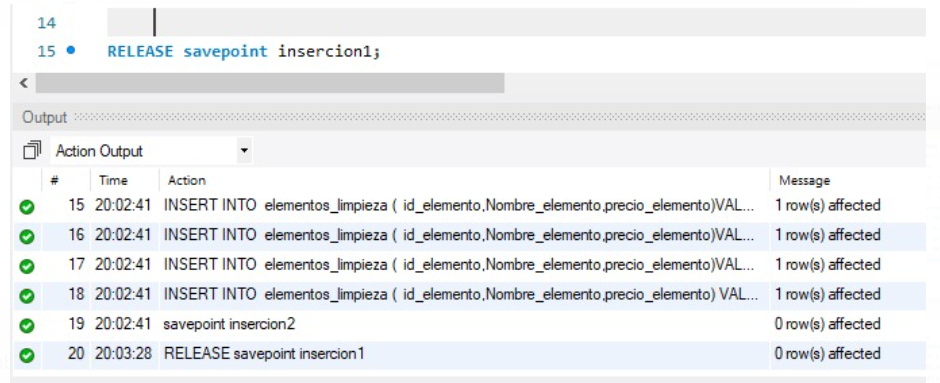 14
15 RELEASE savepoint insercion1;
Output
Action Output
# Time Action Message
15 20:02:41 INSERT INTO elementos_limpieza ( id_elemento,Nombre_elemento,precio_elemento)VAL... 1 row(s) affected
16 20:02:41 INSERT INTO elementos_limpieza ( id_elemento,Nombre_elemento,precio_elemento)VAL... 1 row(s) affected
17 20:02:41 INSERT INTO elementos_limpieza ( id_elemento,Nombre_elemento,precio_elemento)VAL... 1 row(s) affected
18 20:02:41 INSERT INTO elementos_limpieza ( id_elemento,Nombre_elemento,precio_elemento) VAL... 1 row(s) affected
19 20:02:41 savepoint insercion2 0 row(s) affected
20 20:03:28 RELEASE savepoint insercion1 0 row(s) affected